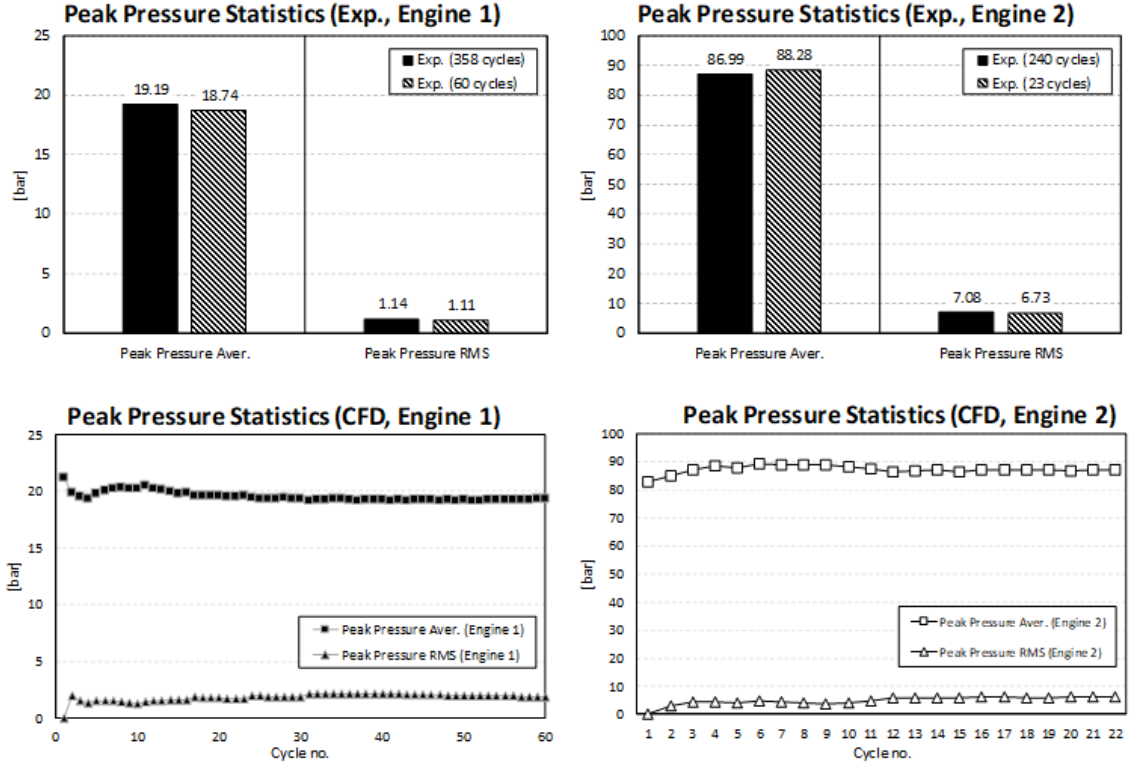 Peak Pressure Statistics (Exp., Engine 1)
25
20
15
10
5
0
[bar]
Exp. (358 cycles)
Exp. (60 cycles)
19.19
18.74
1.14
1.11
Peak Pressure Aver.
Peak Pressure RMS
Peak Pressure Statistics (Exp., Engine 2)
100
90
80
70
60
50
40
30
20
10
0
[bar]
Exp. (240 cycles)
Exp. (23 cycles)
86.99
88.28
7.08
6.73
Peak Pressure Aver.
Peak Pressure RMS
Peak Pressure Statistics (CFD, Engine 1)
25
20
15
10
5
0
[bar]
Peak Pressure Aver. (Engine 1)
Peak Pressure RMS (Engine 1)
0 10 20 30 40 50 60
Cycle no.
Peak Pressure Statistics (CFD, Engine 2)
100
90
80
70
60
50
40
30
20
10
0
[bar]
Peak Pressure Aver. (Engine 2)
Peak Pressure RMS (Engine 2)
1 2 3 4 5 6 7 8 9 10 11 12 13 14 15 16 17 18 19 20 21 22
Cycle no.